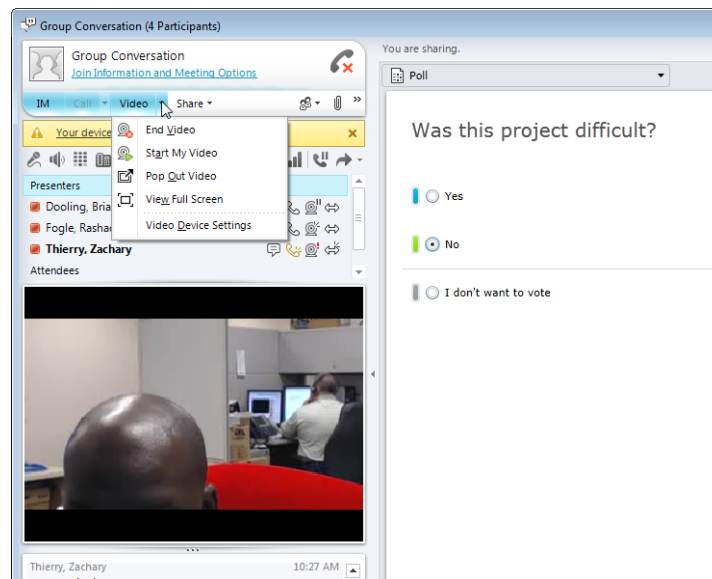 Group Conversation (4 Participants)
Group Conversation
Join Information and Meeting Options
IM Call Video Share
Your device
End Video
Start My Video
Pop Out Video
View Full Screen
Video Device Settings
Presenters
Dooling, Bria
Fogle, Rasha
Thierry, Zachary
Attendees
Thierry, Zachary 10:27 AM
You are sharing.
Poll
Was this project difficult?
Yes
No
I don't want to vote